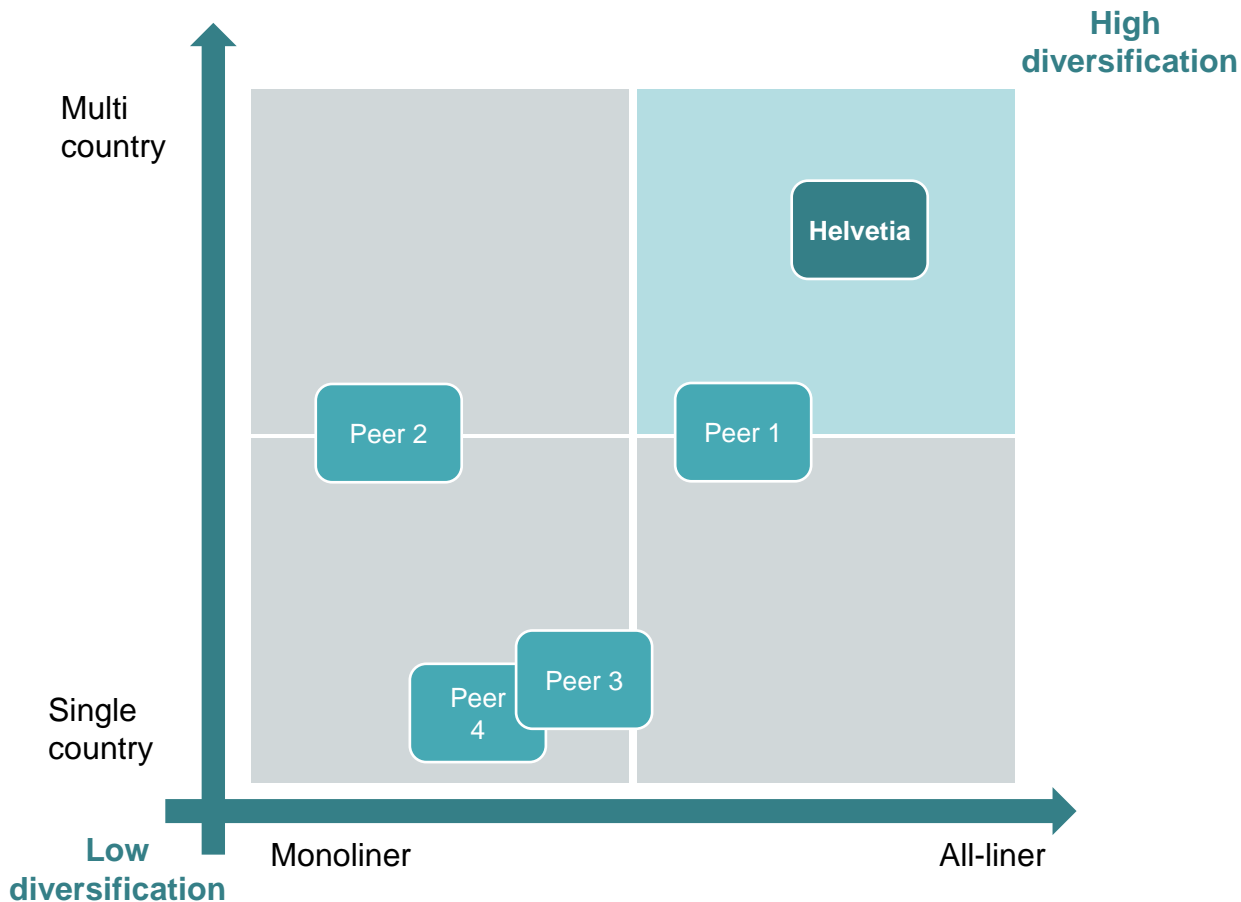 High
diversification
Multi
country
Helvetia
Peer 2
Peer 1
Peer 3
Peer
4
Single
country
Low
diversification
Monoliner
All-liner